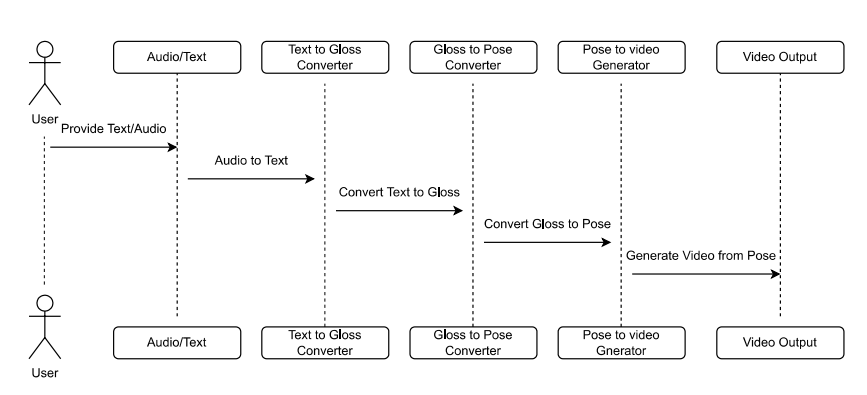 Audio/Text
Text to Gloss
Converter
Gloss to Pose
Converter
Pose to video
Generator
Video Output
User
Provide Text/Audio
Audio to Text
Convert Text to Gloss
Convert Gloss to Pose
Generate Video from Pose
Audio/Text
Text to Gloss
Converter
Gloss to Pose
Converter
Pose to video
Gnerator
Video Output
User